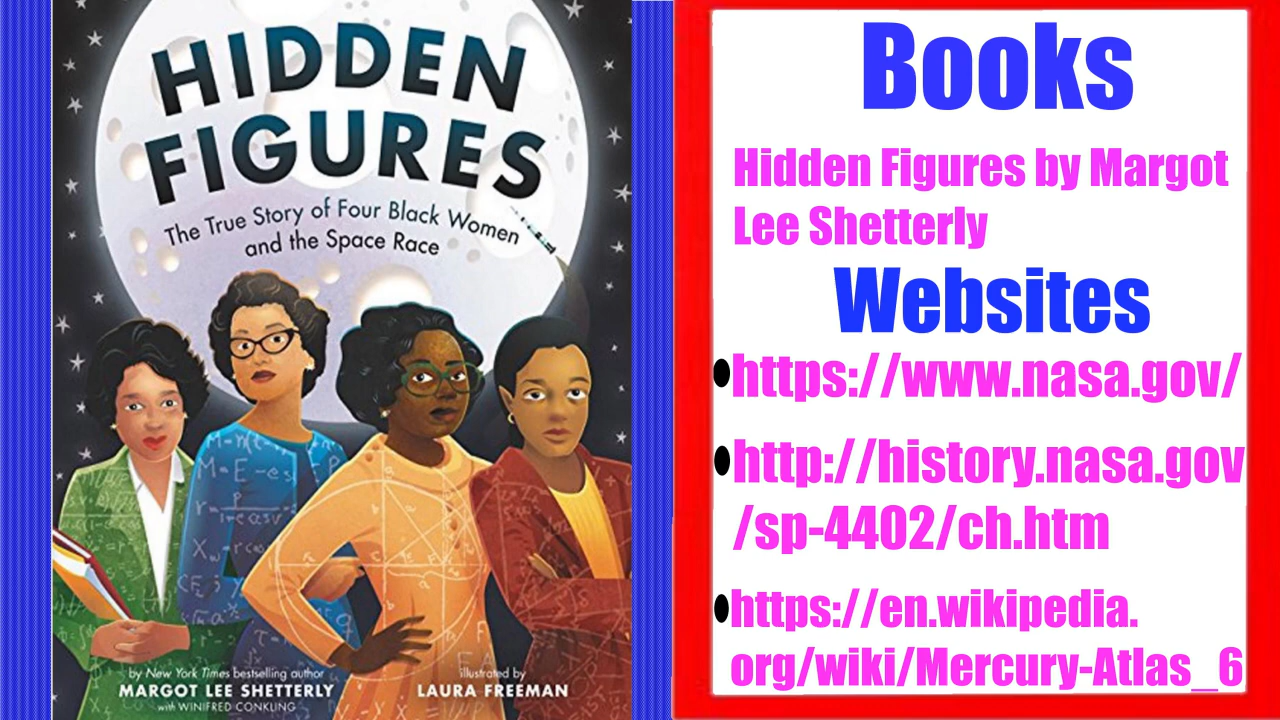 HIDDEN
FIGURES
The True Story of Four Black Women
and the Space Race
by New York Times bestselling author
MARGOT LEE SHETTERLY
with WINIFRED CONKLING
illustrated by
LAURA FREEMAN
Books
Hidden Figures by Margot
Lee Shetterly
Websites
•https://www.nasa.gov/
•http://history.nasa.gov
/sp-4402/ch.htm
•https://en.wikipedia.
org/wiki/Mercury-Atlas_6